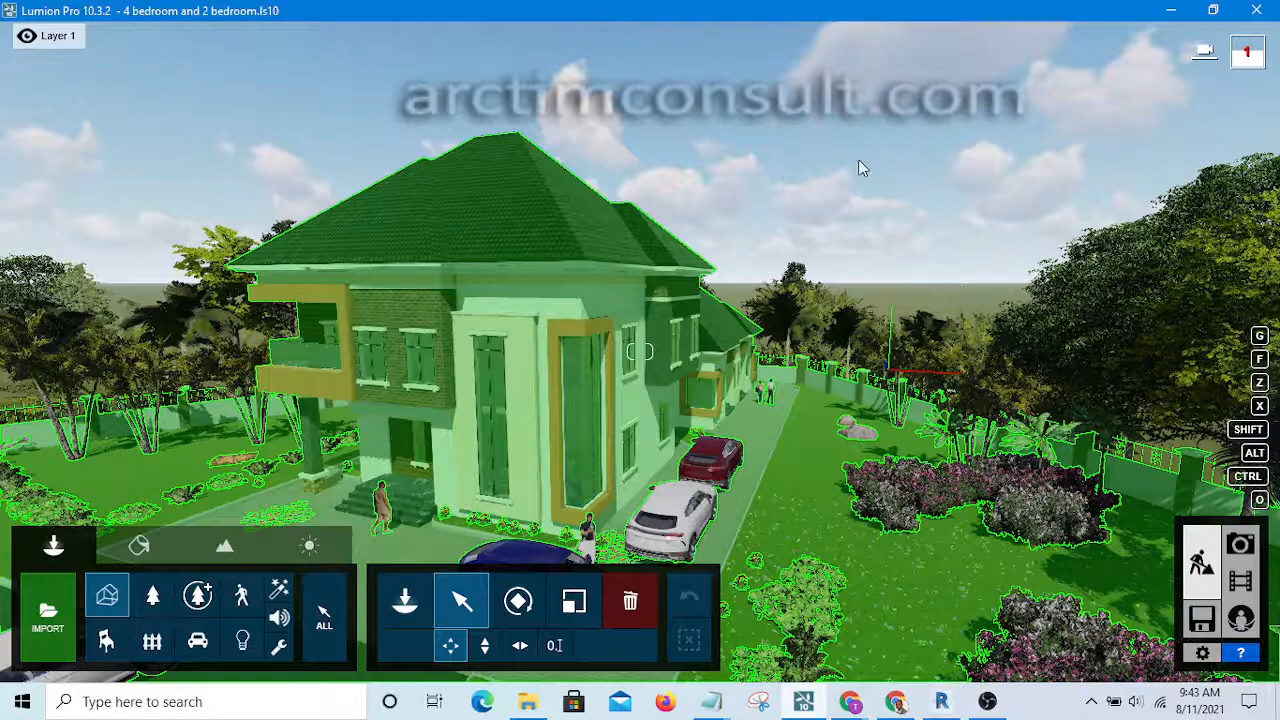 Lumion Pro 10.3.2 - 4 bedroom and 2 bedroom.ls10
Layer 1
1
arctimconsult.com
G
F
Z
X
SHIFT
ALT
CTRL
O
IMPORT
ALL
0.
?
Type here to search
10
T
R
9:43 AM
8/11/2021